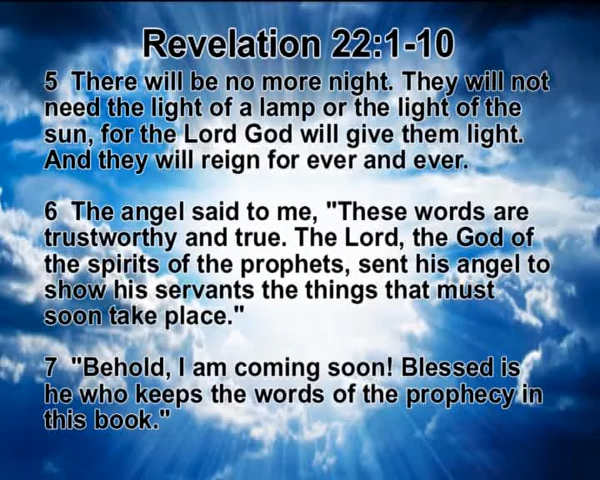 Revelation 22:1-10
5 There will be no more night. They will not
need the light of a lamp or the light of the
sun, for the Lord God will give them light.
And they will reign for ever and ever.
6 The angel said to me, "These words are
trustworthy and true. The Lord, the God of
the spirits of the prophets, sent his angel to
show his servants the things that must
soon take place."
7 "Behold, I am coming soon! Blessed is
he who keeps the words of the prophecy in
this book."